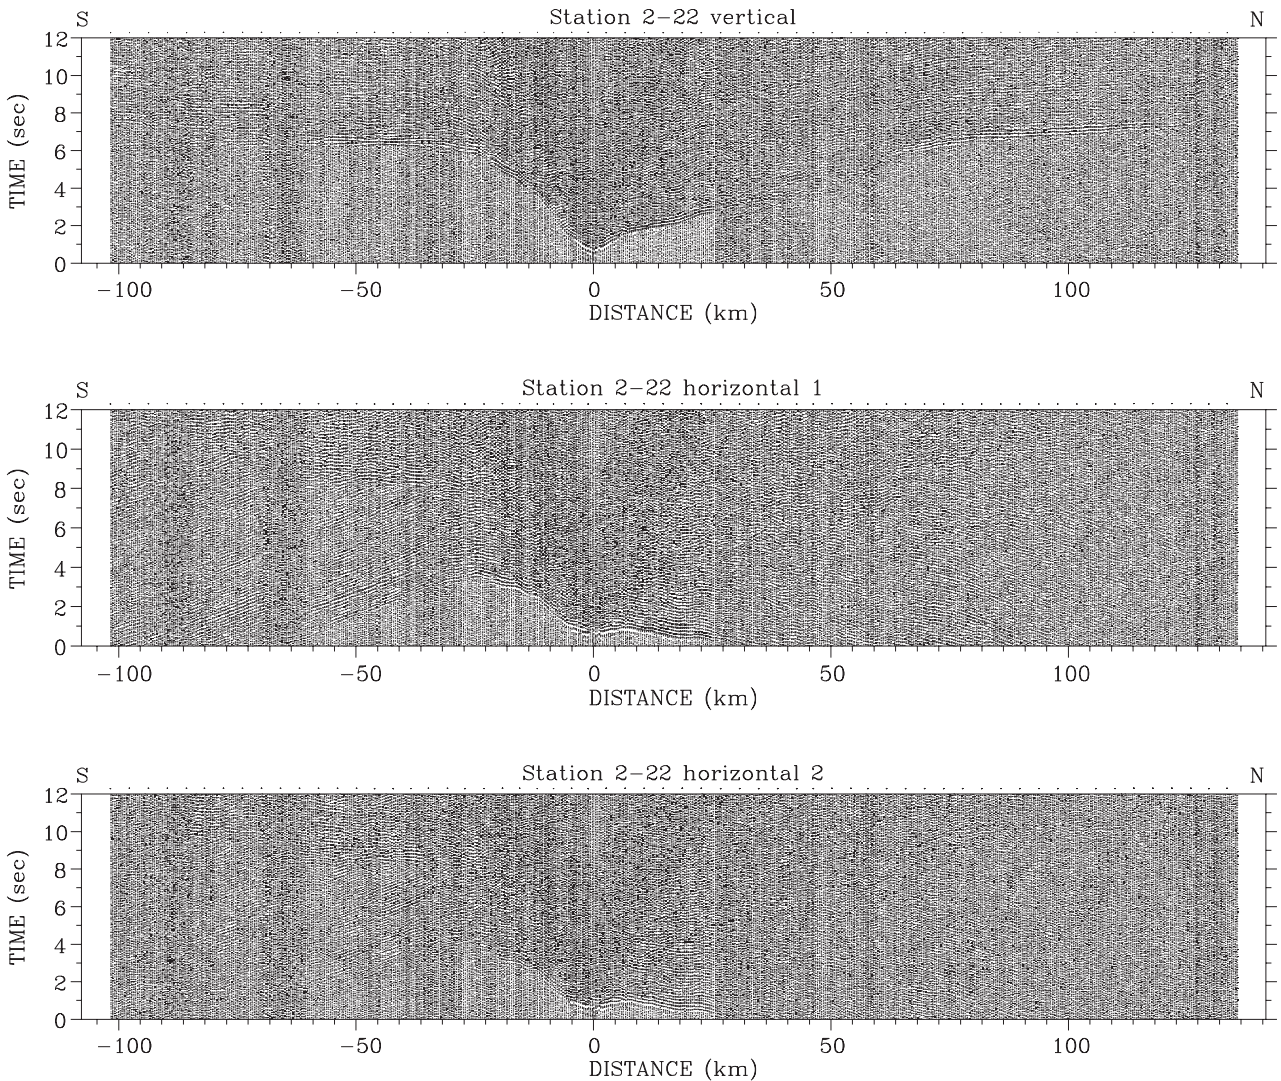 Station 2-22 vertical
S N
12
10
8
6
4
2
0
TIME (sec)
-100 -50 0 50 100
DISTANCE (km)
Station 2-22 horizontal 1
S N
12
10
8
6
4
2
0
TIME (sec)
-100 -50 0 50 100
DISTANCE (km)
Station 2-22 horizontal 2
S N
12
10
8
6
4
2
0
TIME (sec)
-100 -50 0 50 100
DISTANCE (km)